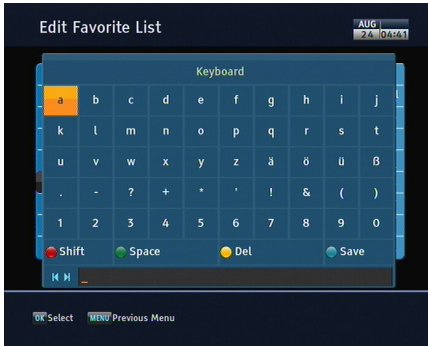 Edit Favorite List
AUG
24 04:41
Keyboard
a b c d e f g h i j
k l m n o p q r s t
u v w x y z ä ö ü ß
. - ? + * ' ! & ( )
1 2 3 4 5 6 7 8 9 0
Shift Space Del Save
_
OK Select MENU Previous Menu